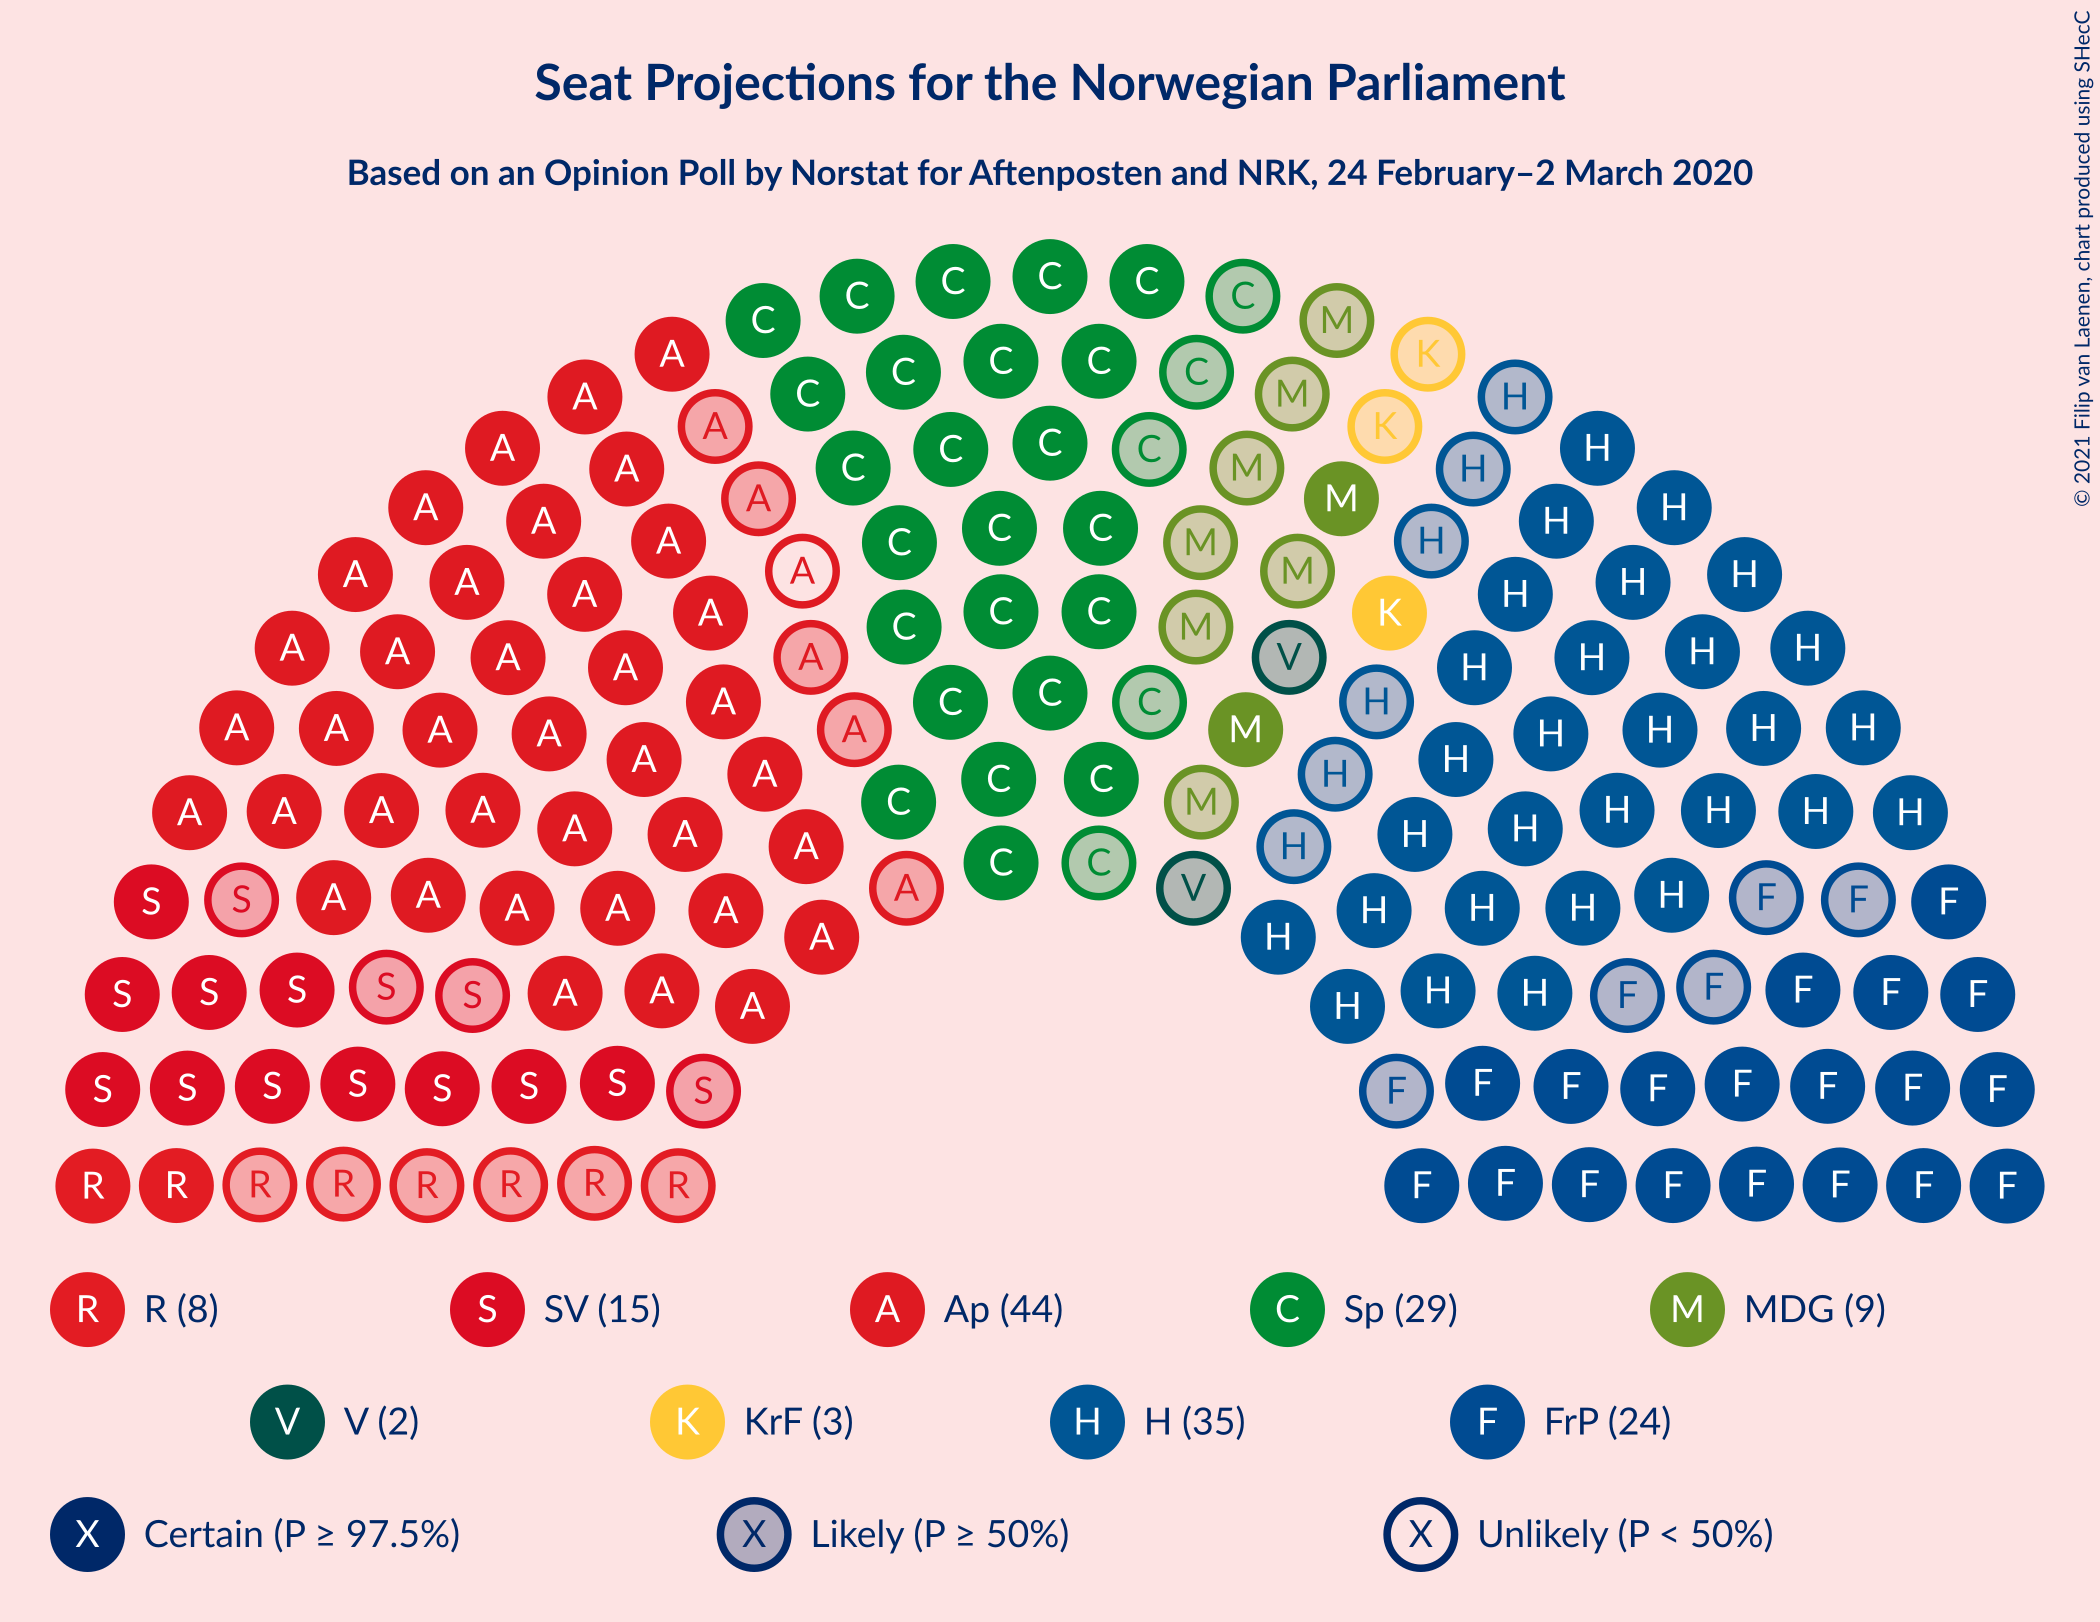 Seat Projections for the Norwegian Parliament
Based on an Opinion Poll by Norstat for Aftenposten and NRK, 24 February–2 March 2020
© 2021 Filip van Laenen, chart produced using SHecC
C C C C C C M
A K
A A C C C C C M K H H
A A C C C C M M H H
A A A A C C C M M H H H H
A A A A C C C M V K H H H H
A A A A A C C C M H H H H H
A A A A A A A C C C M H H H H H H H
A A A A A A A A C C V H H H H H H H
S S A A A A A A H H H H H F F F
S S S S S A A A H H H F F F F F
S S S S S S S S F F F F F F F F
R R R R R R R R F F F F F F F F
R R (8) S SV (15) A Ap (44) C Sp (29) M MDG (9)
V V (2) K KrF (3) H H (35) F FrP (24)
X Certain (P ≥ 97.5%) X Likely (P ≥ 50%) X Unlikely (P < 50%)